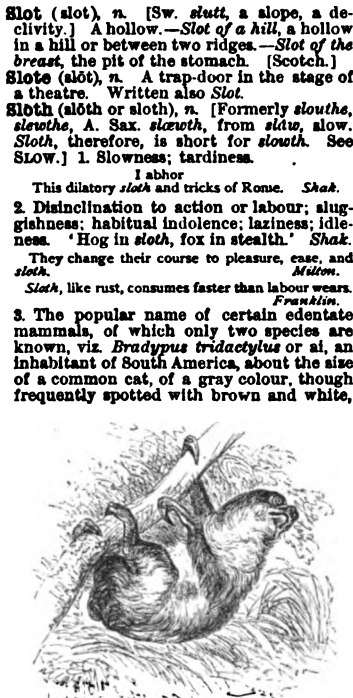 Slot (slot), n. [Sw. slutt, a slope, a de-
clivity.] A hollow.—Slot of a hill, a hollow
in a hill or between two ridges.—Slot of the
breast, the pit of the stomach. [Scotch.]
Slote (slōt), n. A trap-door in the stage of
a theatre. Written also Slot.
Sloth (slōth or sloth), n. [Formerly slouthe,
slewthe, A. Sax. slæwth, from sláw, slow.
Sloth, therefore, is short for slowth. See
SLOW.] 1. Slowness; tardiness.
I abhor
This dilatory sloth and tricks of Rome. Shak.
2. Disinclination to action or labour; slug-
gishness; habitual indolence; laziness; idle-
ness. ‘Hog in sloth, fox in stealth.’ Shak.
They change their course to pleasure, ease, and
sloth. Milton.
Sloth, like rust, consumes faster than labour wears.
Franklin.
3. The popular name of certain edentate
mammals, of which only two species are
known, viz. Bradypus tridactylus or ai, an
inhabitant of South America, about the size
of a common cat, of a gray colour, though
frequently spotted with brown and white,